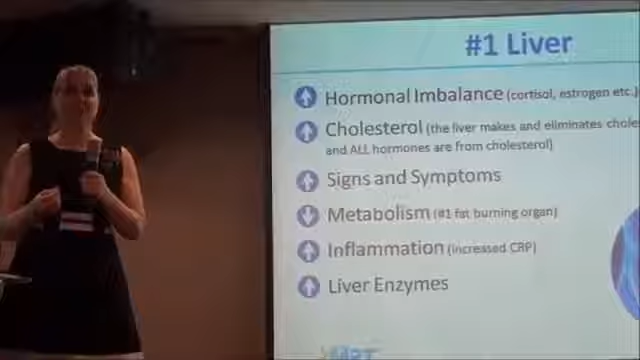 #1 Liver
Hormonal Imbalance (cortisol, estrogen etc.)
Cholesterol (the liver makes and eliminates
and ALL hormones are from cholesterol)
Signs and Symptoms
Metabolism (#1 fat burning organ)
Inflammation (increased CRP)
Liver Enzymes